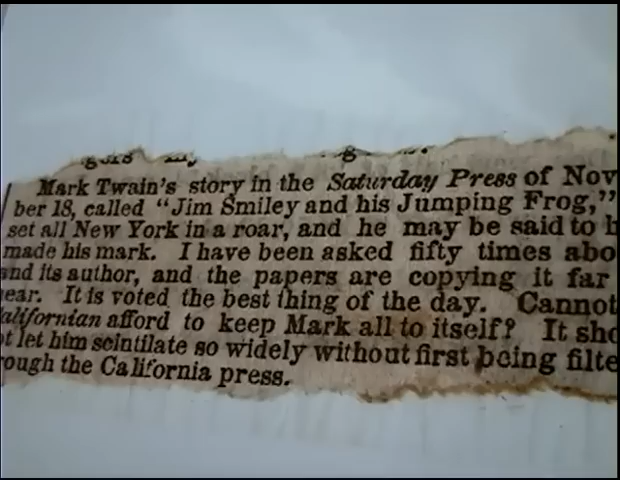 Mark Twain's story in the Saturday Press of Nov
ber 18, called "Jim Smiley and his Jumping Frog,"
set all New York in a roar, and he may be said to h
made his mark. I have been asked fifty times abo
and its author, and the papers are copying it far
ear. It is voted the best thing of the day. Cannot
alifornian afford to keep Mark all to itself? It sho
ot let him scintilate so widely without first being filte
rough the California press.